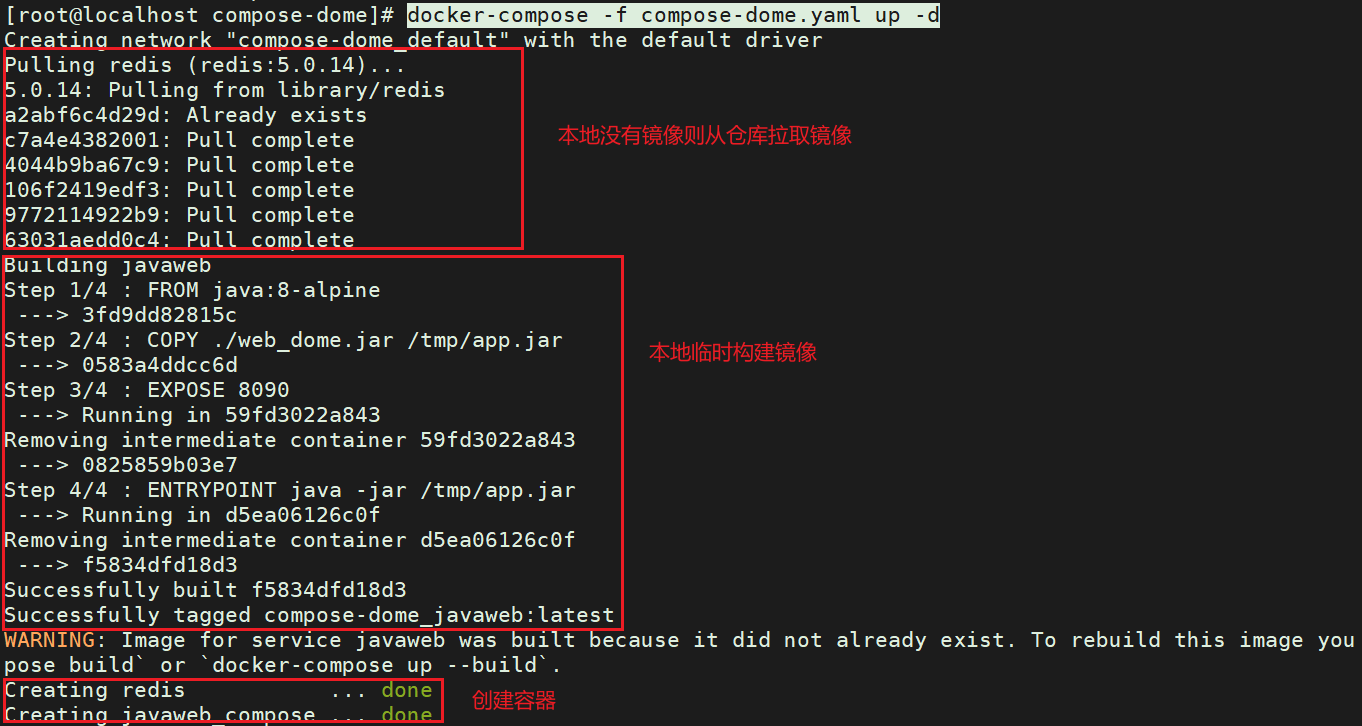 [root@localhost compose-dome]# docker-compose -f compose-dome.yaml up -d
Creating network "compose-dome_default" with the default driver
Pulling redis (redis:5.0.14)...
5.0.14: Pulling from library/redis
a2abf6c4d29d: Already exists
c7a4e4382001: Pull complete
4044b9ba67c9: Pull complete
106f2419edf3: Pull complete
9772114922b9: Pull complete
63031aedd0c4: Pull complete
本地没有镜像则从仓库拉取镜像
Building javaweb
Step 1/4 : FROM java:8-alpine
 ---> 3fd9dd82815c
Step 2/4 : COPY ./web_dome.jar /tmp/app.jar
 ---> 0583a4ddcc6d
Step 3/4 : EXPOSE 8090
 ---> Running in 59fd3022a843
Removing intermediate container 59fd3022a843
 ---> 0825859b03e7
Step 4/4 : ENTRYPOINT java -jar /tmp/app.jar
 ---> Running in d5ea06126c0f
Removing intermediate container d5ea06126c0f
 ---> f5834dfd18d3
Successfully built f5834dfd18d3
Successfully tagged compose-dome_javaweb:latest
本地临时构建镜像
WARNING: Image for service javaweb was built because it did not already exist. To rebuild this image you
pose build` or `docker-compose up --build`.
Creating redis ... done
Creating javaweb_compose ... done
创建容器